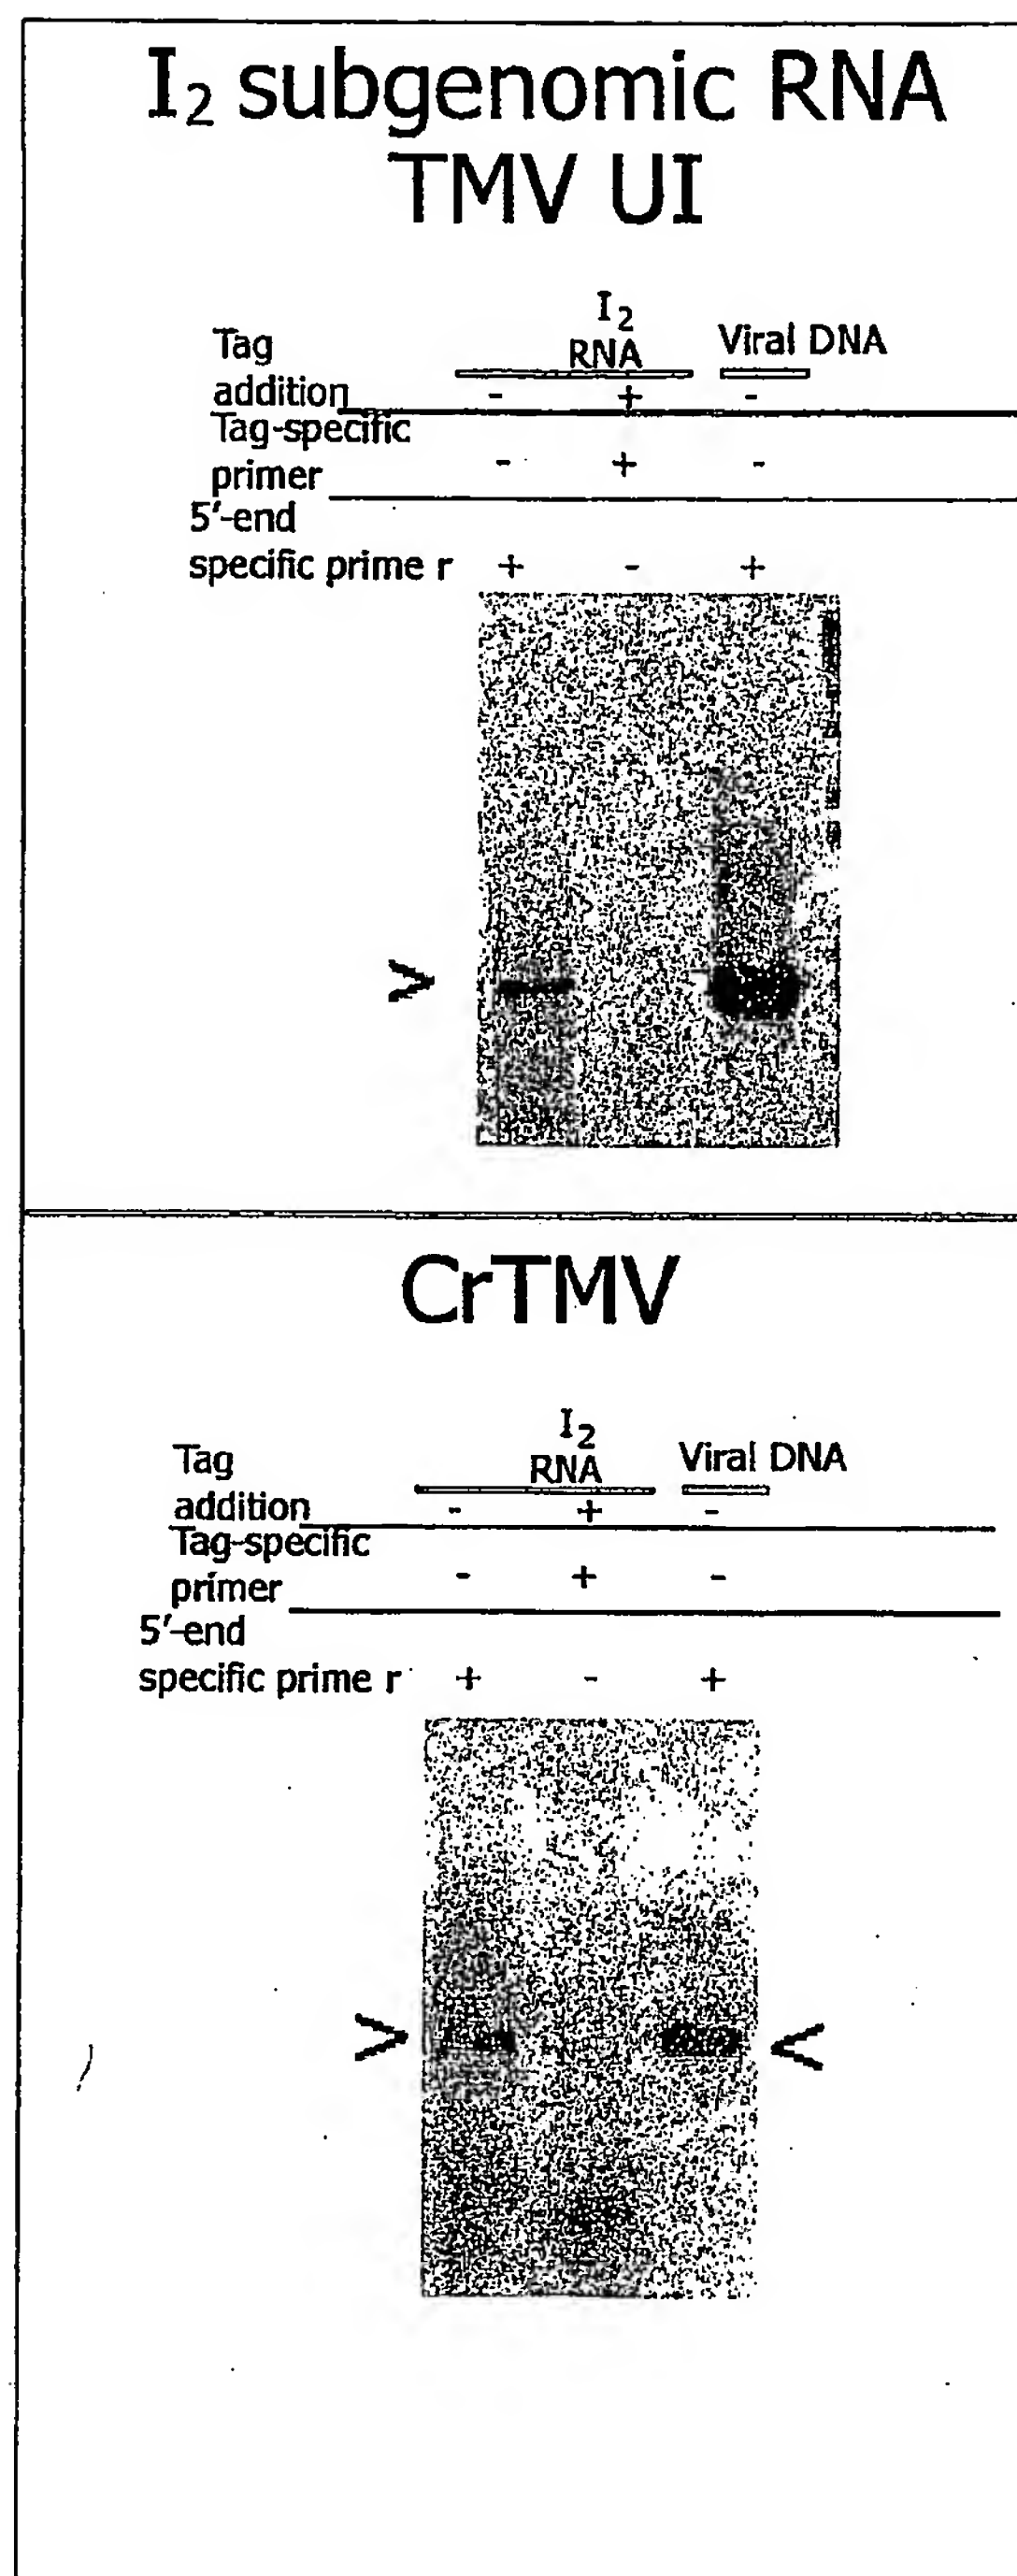 I₂ subgenomic RNA
TMV UI
I₂
Tag RNA Viral DNA
addition - + -
Tag-specific
primer - + -
5'-end
specific prime r + - +
>
CrTMV
I₂
Tag RNA Viral DNA
addition - + -
Tag-specific
primer - + -
5'-end
specific prime r + - +
> <